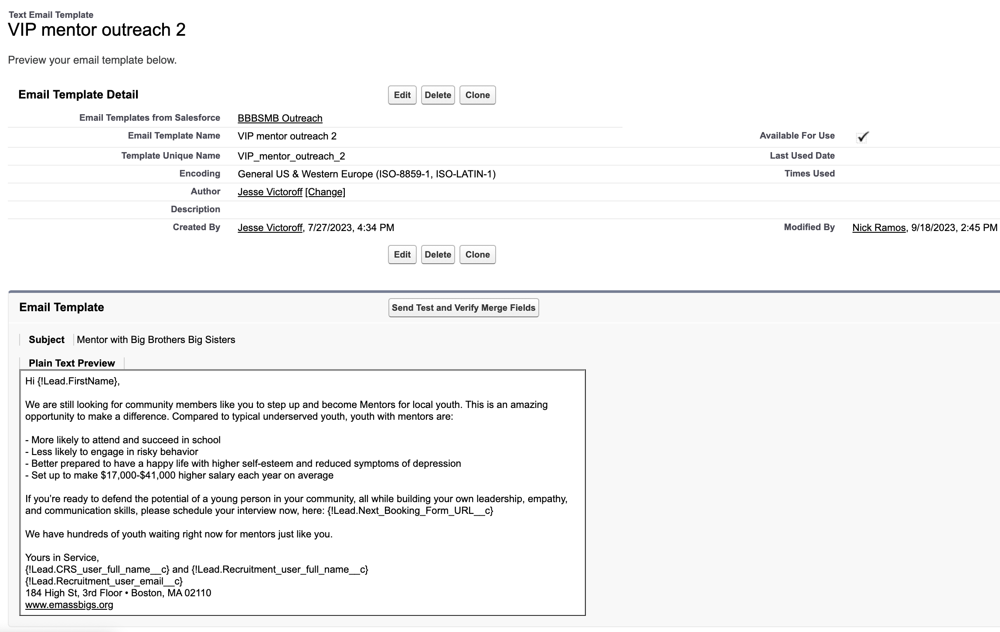 Text Email Template
VIP mentor outreach 2
Preview your email template below.
Email Template Detail
Edit Delete Clone
Email Templates from Salesforce BBBSMB Outreach
Email Template Name VIP mentor outreach 2 Available For Use
Template Unique Name VIP_mentor_outreach_2 Last Used Date
Encoding General US & Western Europe (ISO-8859-1, ISO-LATIN-1) Times Used
Author Jesse Victoroff [Change]
Description
Created By Jesse Victoroff, 7/27/2023, 4:34 PM Modified By Nick Ramos, 9/18/2023, 2:45 PM
Edit Delete Clone
Email Template Send Test and Verify Merge Fields
Subject Mentor with Big Brothers Big Sisters
Plain Text Preview
Hi {!Lead.FirstName},
We are still looking for community members like you to step up and become Mentors for local youth. This is an amazing
opportunity to make a difference. Compared to typical underserved youth, youth with mentors are:
- More likely to attend and succeed in school
- Less likely to engage in risky behavior
- Better prepared to have a happy life with higher self-esteem and reduced symptoms of depression
- Set up to make $17,000-$41,000 higher salary each year on average
If you’re ready to defend the potential of a young person in your community, all while building your own leadership, empathy,
and communication skills, please schedule your interview now, here: {!Lead.Next_Booking_Form_URL__c}
We have hundreds of youth waiting right now for mentors just like you.
Yours in Service,
{!Lead.CRS_user_full_name__c} and {!Lead.Recruitment_user_full_name__c}
{!Lead.Recruitment_user_email__c}
184 High St, 3rd Floor • Boston, MA 02110
www.emassbigs.org